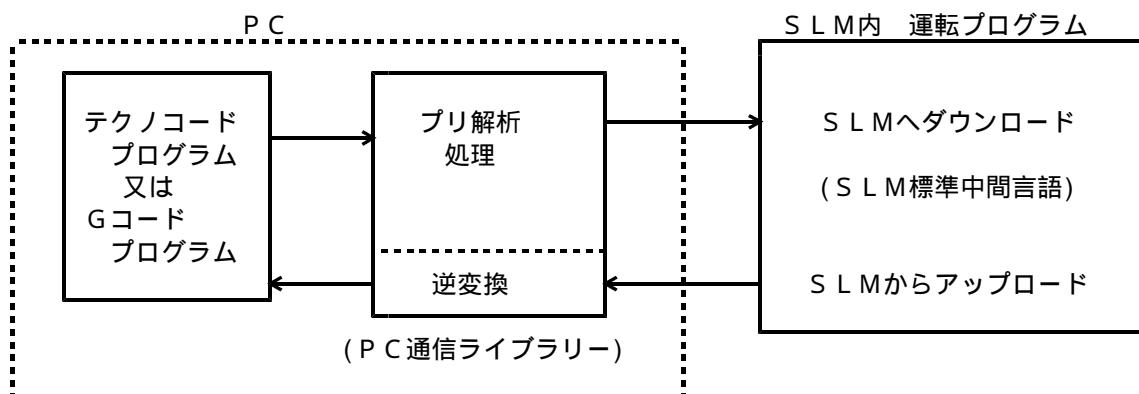 ＰＣ
ＳＬＭ内　運転プログラム
テクノコード
プログラム
又は
Ｇコード
プログラム
プリ解析
処理
逆変換
(ＰＣ通信ライブラリー)
ＳＬＭへダウンロード
(ＳＬＭ標準中間言語)
ＳＬＭからアップロード